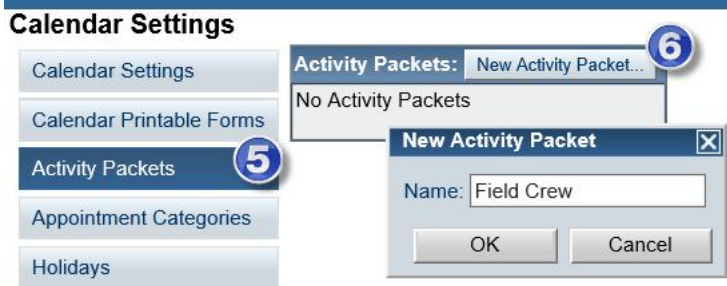 Calendar Settings
Calendar Settings
Calendar Printable Forms
Activity Packets
5
Appointment Categories
Holidays
Activity Packets: New Activity Packet...
6
No Activity Packets
New Activity Packet X
Name: Field Crew
OK Cancel